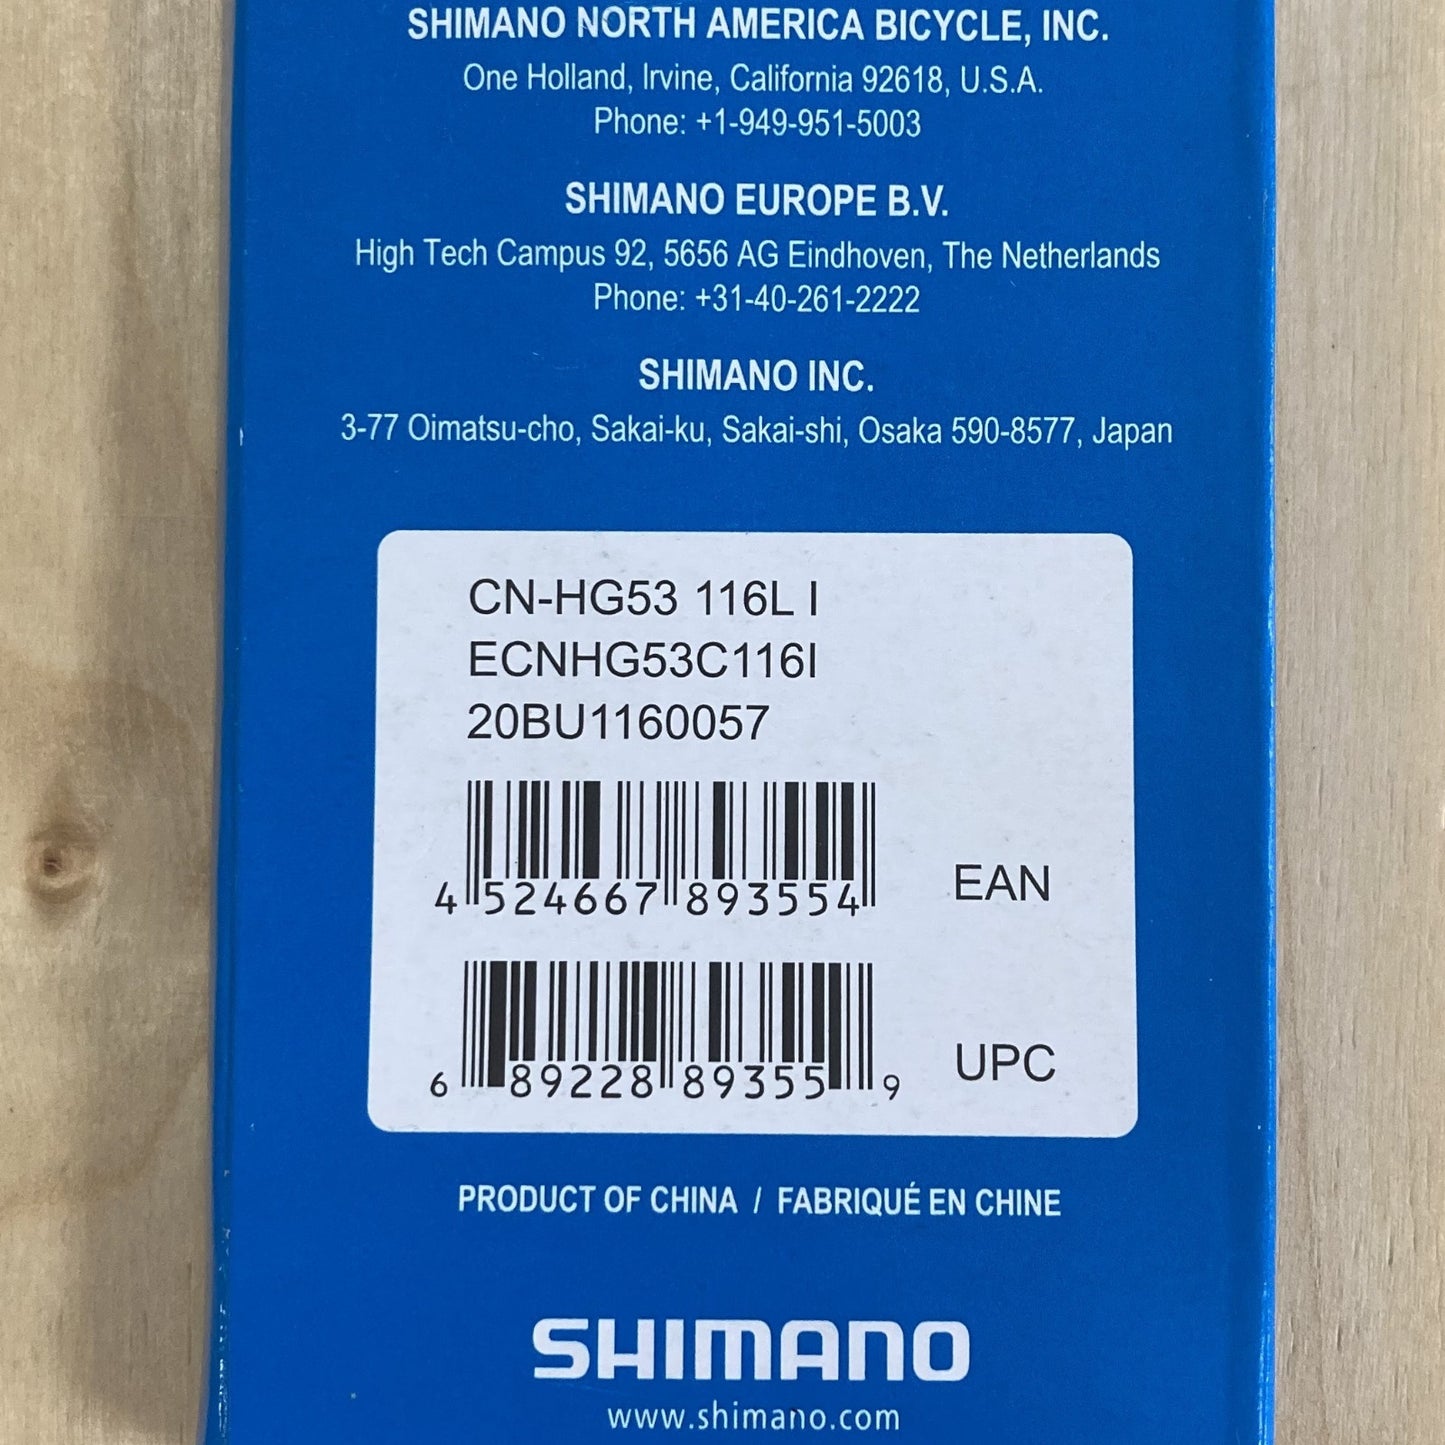 SHIMANO NORTH AMERICA BICYCLE, INC.
One Holland, Irvine, California 92618, U.S.A.
Phone: +1-949-951-5003
SHIMANO EUROPE B.V.
High Tech Campus 92, 5656 AG Eindhoven, The Netherlands
Phone: +31-40-261-2222
SHIMANO INC.
3-77 Oimatsu-cho, Sakai-ku, Sakai-shi, Osaka 590-8577, Japan
CN-HG53 116L I
ECNHG53C116I
20BU1160057
4 524667 893554 EAN
6 89228 89355 9 UPC
PRODUCT OF CHINA / FABRIQUÉ EN CHINE
SHIMANO
www.shimano.com